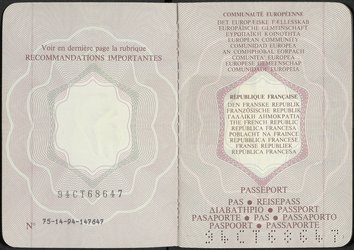 Voir en dernière page la rubrique
RECOMMANDATIONS IMPORTANTES
94CT68647
N° 75-14-94-147647
COMMUNAUTÉ EUROPÉENNE
DET EUROPÆISKE FÆLLESSKAB
EUROPÄISCHE GEMEINSCHAFT
ΕΥΡΩΠΑΪΚΗ ΚΟΙΝΟΤΗΤΑ
EUROPEAN COMMUNITY
COMUNIDAD EUROPEA
AN COMHPHOBAL EORPACH
COMUNITA' EUROPEA
EUROPESE GEMEENSCHAP
COMUNIDADE EUROPEIA
RÉPUBLIQUE FRANÇAISE
DEN FRANSKE REPUBLIK
FRANZÖSISCHE REPUBLIK
ΓΑΛΛΙΚΗ ΔΗΜΟΚΡΑΤΙΑ
THE FRENCH REPUBLIC
REPUBLICA FRANCESA
POBLACHT NA FRAINCE
REPUBBLICA FRANCESE
FRANSE REPUBLIEK
REPÚBLICA FRANCESA
PASSEPORT
PAS ● REISEPASS
ΔΙΑΒΑΤΗΡΙΟ ● PASSPORT
PASAPORTE ● PAS ● PASSAPORTO
PASPOORT ● PASSAPORTE
94CT68647